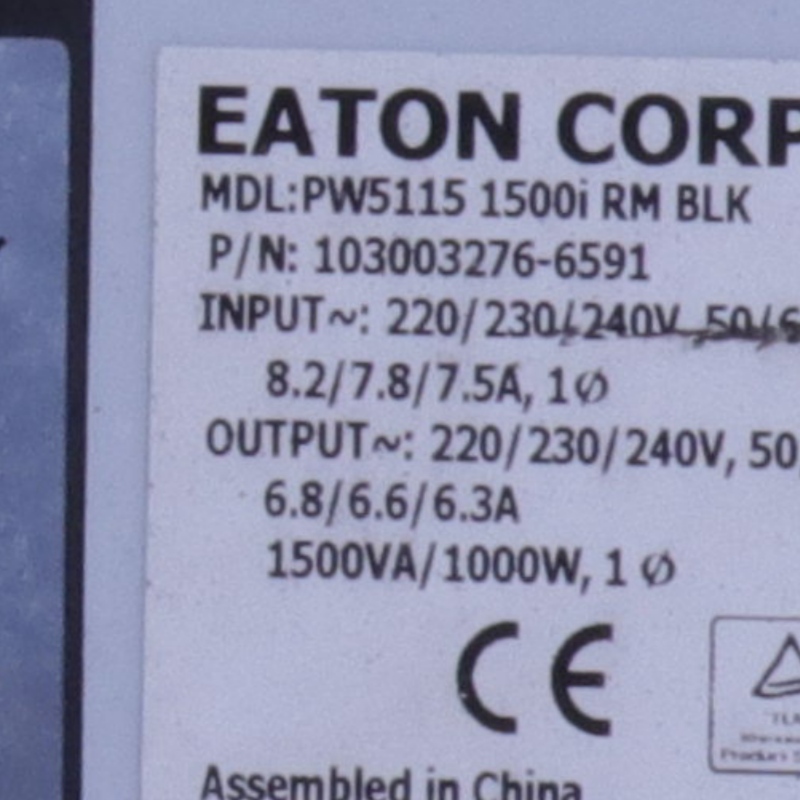 EATON CORP
MDL:PW5115 1500i RM BLK
P/N: 103003276-6591
INPUT~: 220/230/240V, 50/6
8.2/7.8/7.5A, 1Ø
OUTPUT~: 220/230/240V, 50
6.8/6.6/6.3A
1500VA/1000W, 1 Ø
CE
Assembled in China